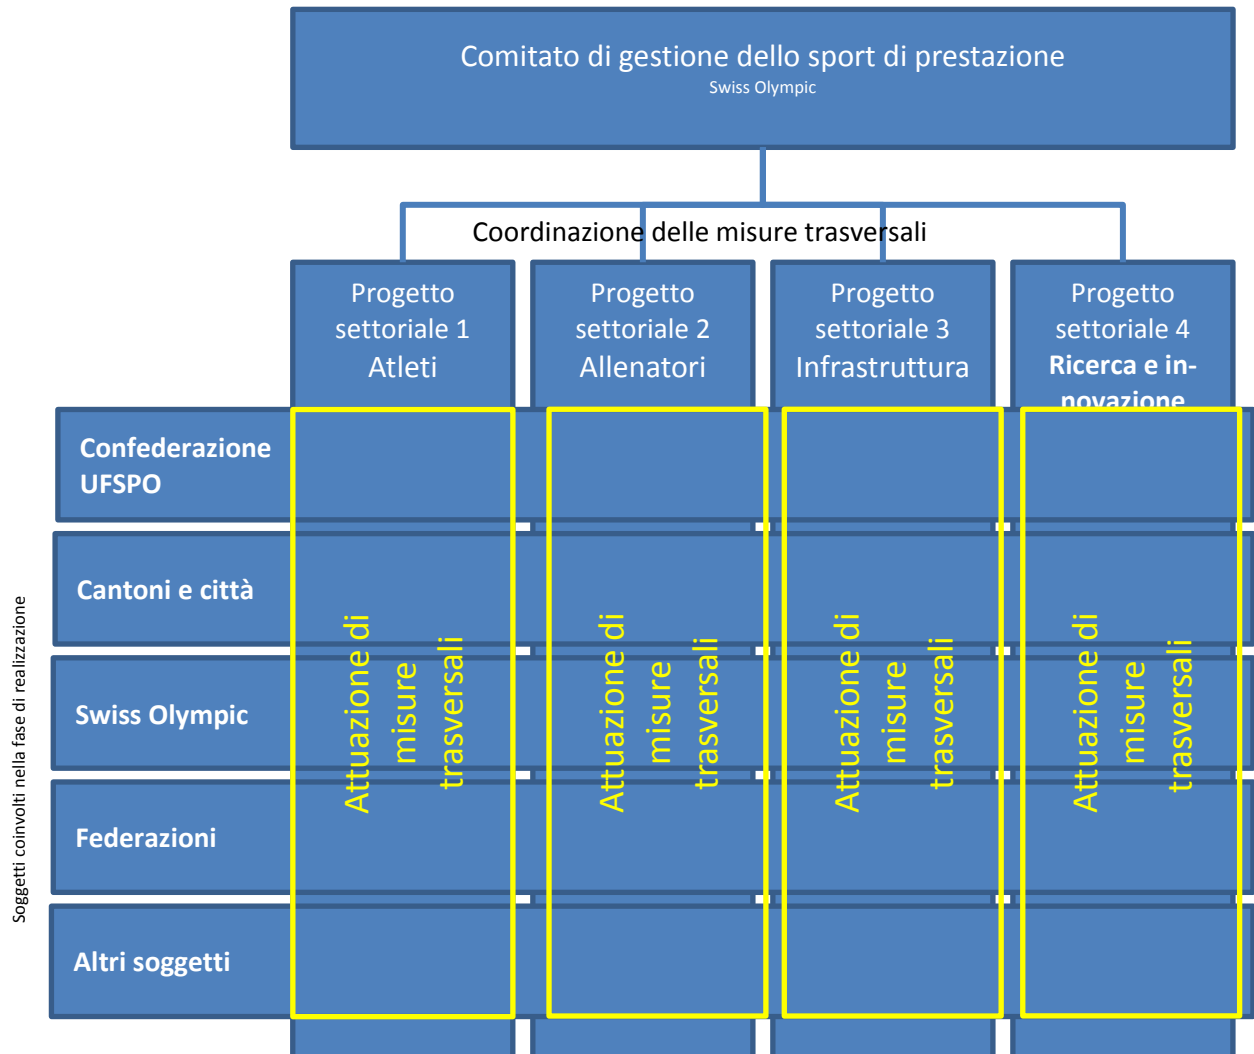 Comitato di gestione dello sport di prestazione
Swiss Olympic
Coordinazione delle misure trasversali
Progetto
settoriale 1
Atleti
Progetto
settoriale 2
Allenatori
Progetto
settoriale 3
Infrastruttura
Progetto
settoriale 4
Ricerca e in-
novazione
Confederazione
UFSPO
Cantoni e città
Swiss Olympic
Federazioni
Altri soggetti
Soggetti coinvolti nella fase di realizzazione
Attuazione di
misure
trasversali
Attuazione di
misure
trasversali
Attuazione di
misure
trasversali
Attuazione di
misure
trasversali